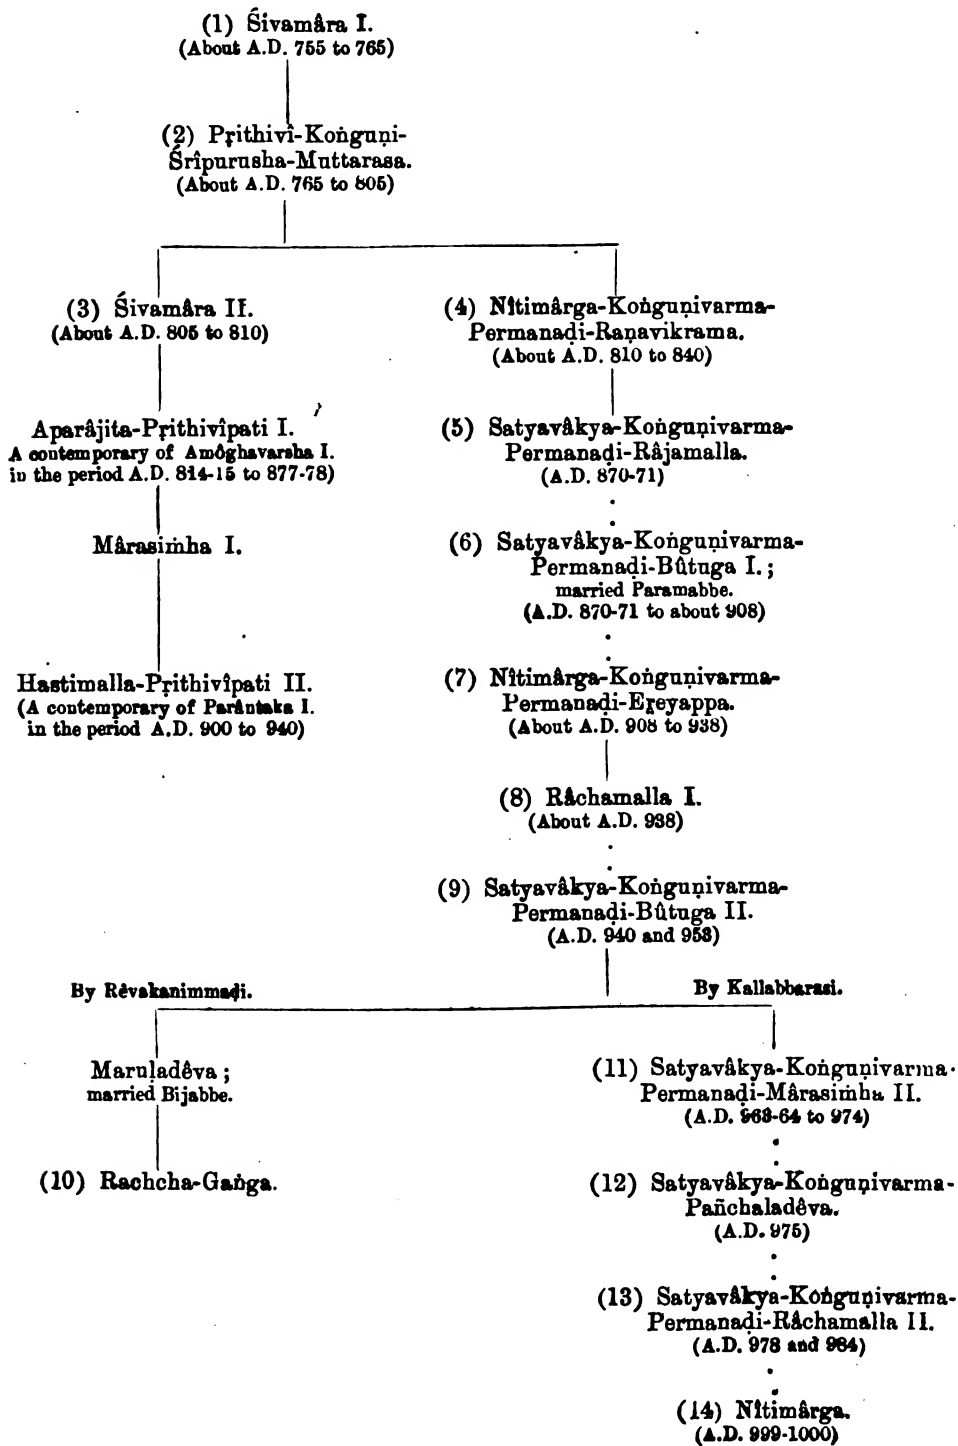 (1) Śivamâra I.
(About A.D. 755 to 765)
(2) Pṛithivî-Koṅguṇi-
Śrîpurusha-Muttarasa.
(About A.D. 765 to 805)
(3) Śivamâra II.
(About A.D. 805 to 810)
(4) Nîtimârga-Koṅguṇivarma-
Permanaḍi-Raṇavikrama.
(About A.D. 810 to 840)
Aparâjita-Pṛithivîpati I.
A contemporary of Amôghavarsha I.
in the period A.D. 814-15 to 877-78)
(5) Satyavâkya-Koṅguṇivarma-
Permanaḍi-Râjamalla.
(A.D. 870-71)
Mârasiṁha I.
(6) Satyavâkya-Koṅguṇivarma-
Permanaḍi-Bûtuga I.;
married Paramabbe.
(A.D. 870-71 to about 908)
Hastimalla-Pṛithivîpati II.
(A contemporary of Parântaka I.
in the period A.D. 900 to 940)
(7) Nîtimârga-Koṅguṇivarma-
Permanaḍi-Eṛeyappa.
(About A.D. 908 to 938)
(8) Râchamalla I.
(About A.D. 938)
(9) Satyavâkya-Koṅguṇivarma-
Permanaḍi-Bûtuga II.
(A.D. 940 and 953)
By Rêvakanimmaḍi.
By Kallabbarasi.
Maruḷadêva;
married Bijabbe.
(10) Rachcha-Gaṅga.
(11) Satyavâkya-Koṅguṇivarma-
Permanaḍi-Mârasiṁha II.
(A.D. 963-64 to 974)
(12) Satyavâkya-Koṅguṇivarma-
Pañchaladêva.
(A.D. 975)
(13) Satyavâkya-Koṅguṇivarma-
Permanaḍi-Râchamalla II.
(A.D. 978 and 984)
(14) Nîtimârga.
(A.D. 999-1000)